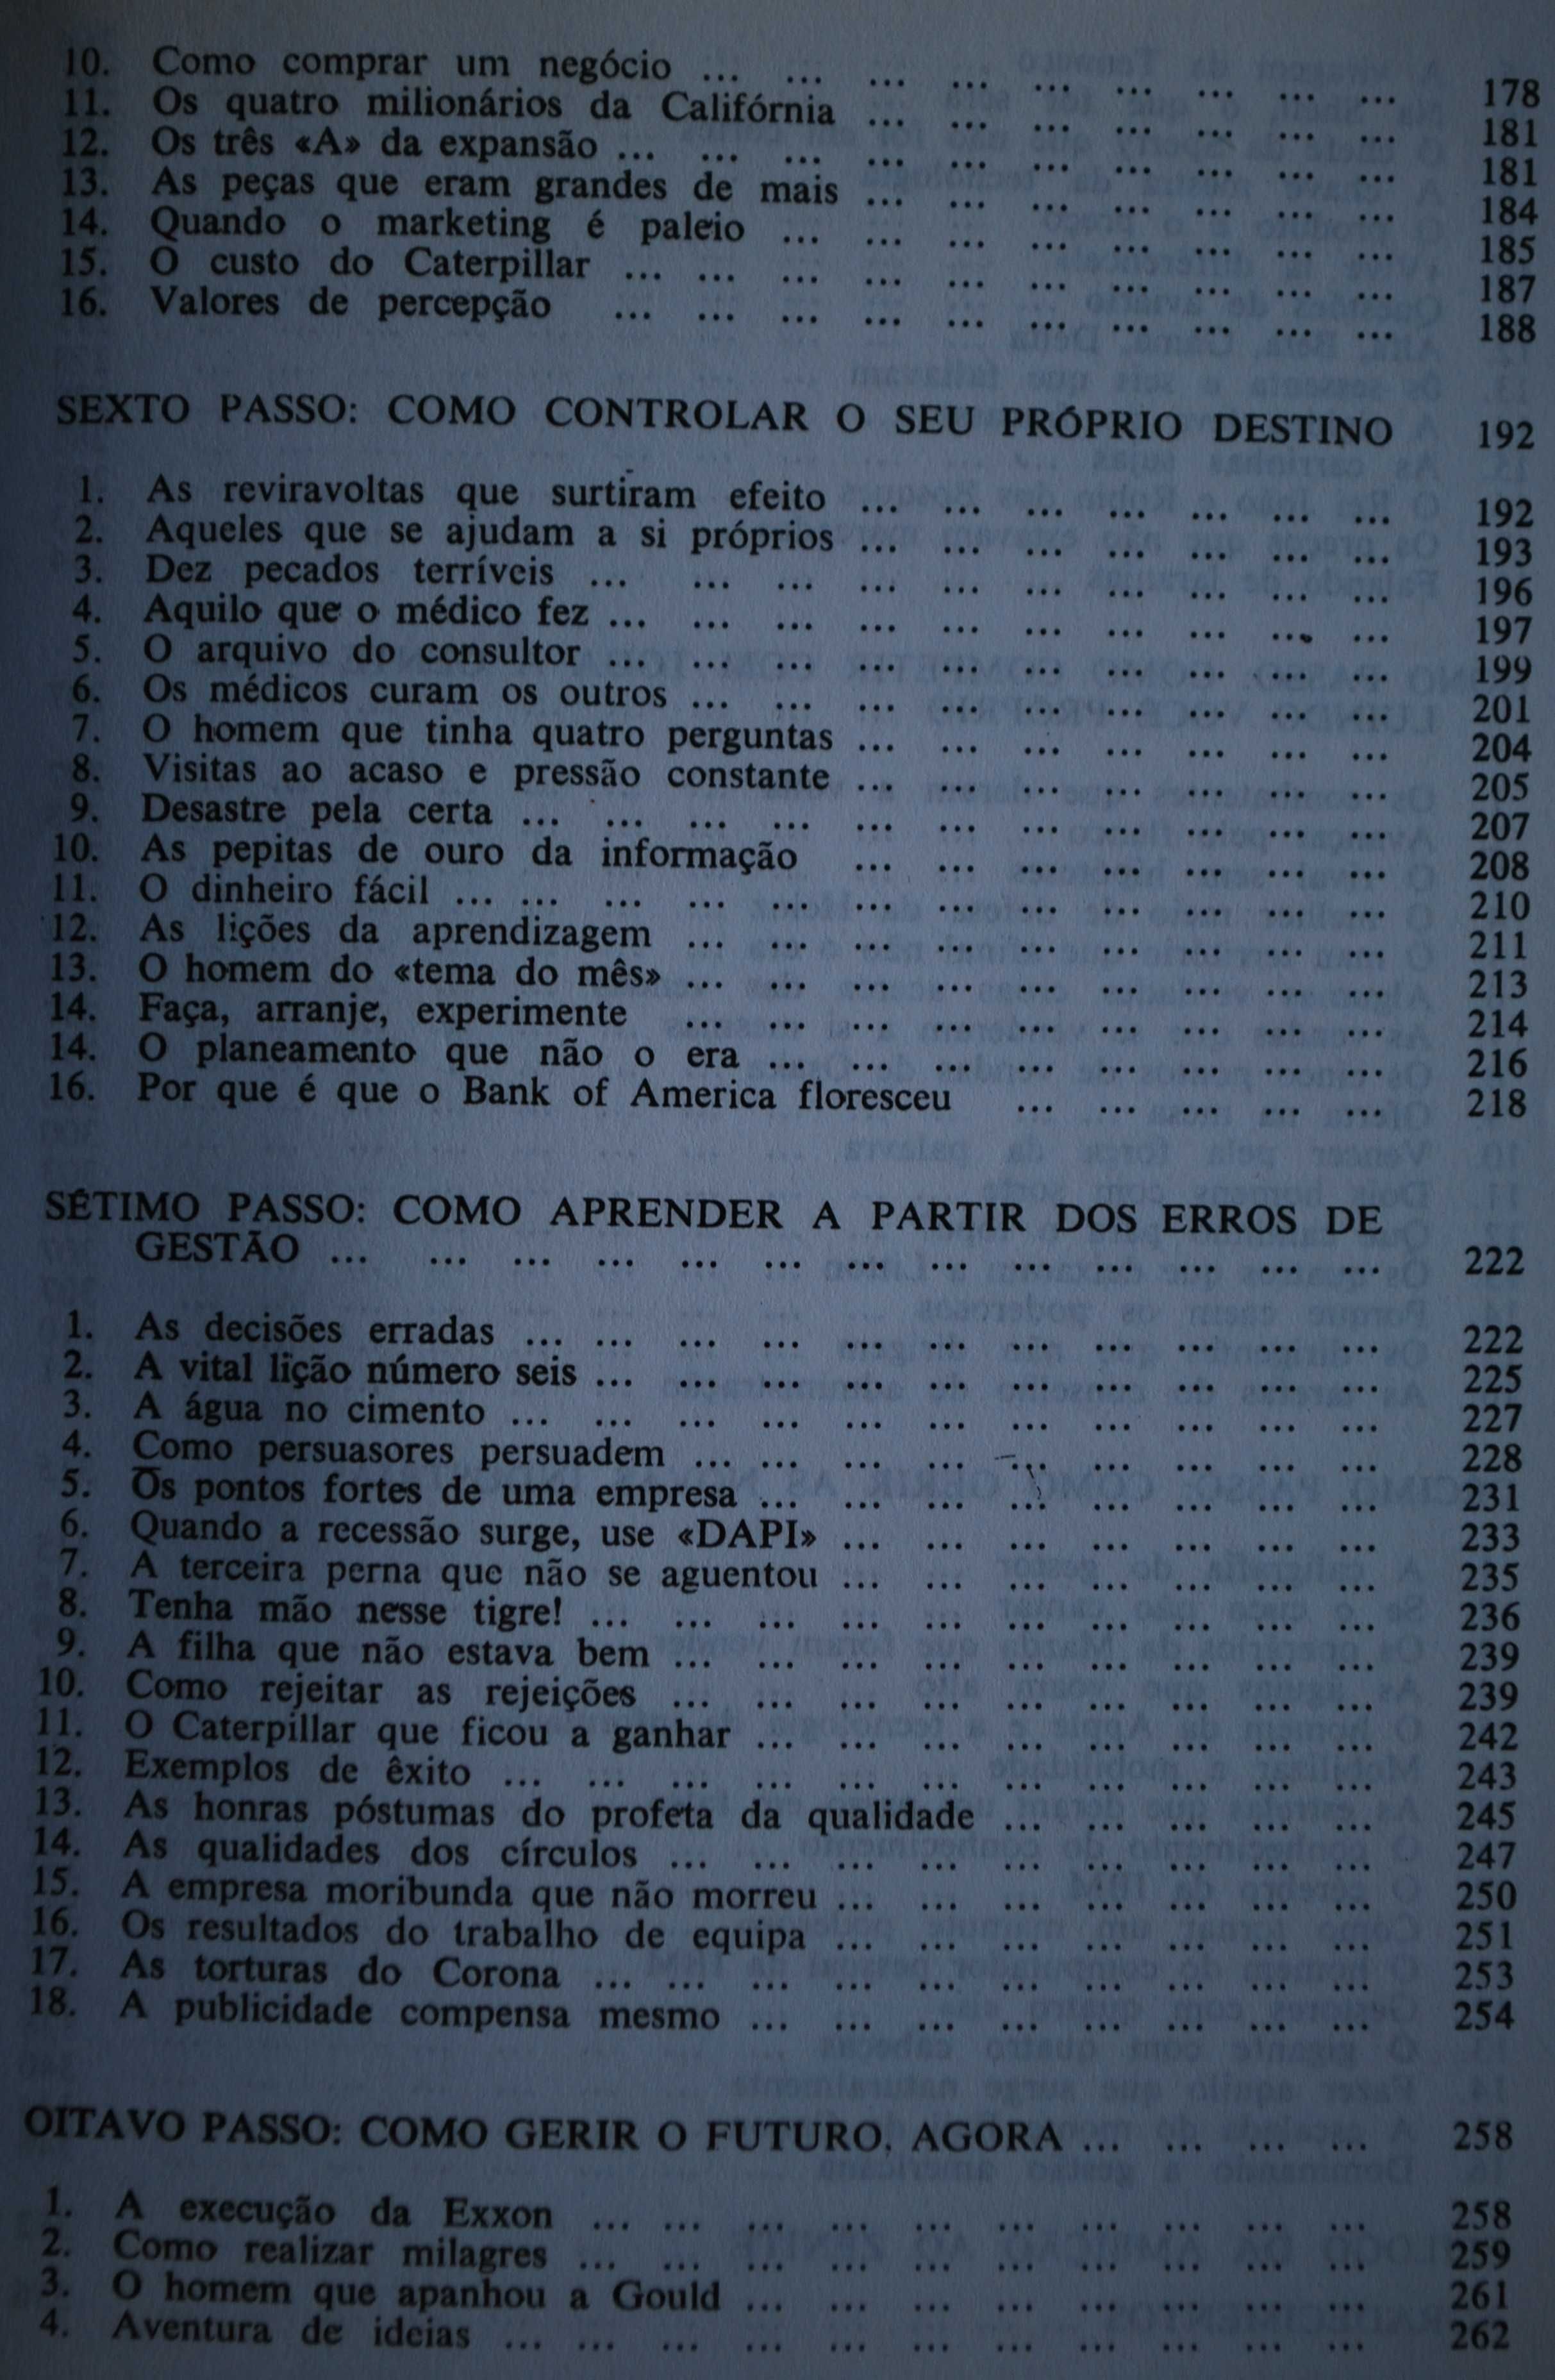 10. Como comprar um negócio ... ... ... ... ... ... ... ... ... 178
11. Os quatro milionários da Califórnia ... ... ... ... ... ... ... 181
12. Os três «A» da expansão ... ... ... ... ... ... ... ... ... ... 181
13. As peças que eram grandes de mais ... ... ... ... ... ... ... 184
14. Quando o marketing é paleio ... ... ... ... ... ... ... ... 185
15. O custo do Caterpillar ... ... ... ... ... ... ... ... ... ... 187
16. Valores de percepção ... ... ... ... ... ... ... ... ... ... 188
SEXTO PASSO: COMO CONTROLAR O SEU PRÓPRIO DESTINO 192
1. As reviravoltas que surtiram efeito ... ... ... ... ... ... ... 192
2. Aqueles que se ajudam a si próprios ... ... ... ... ... ... ... 193
3. Dez pecados terríveis ... ... ... ... ... ... ... ... ... ... 196
4. Aquilo que o médico fez ... ... ... ... ... ... ... ... ... ... 197
5. O arquivo do consultor ... ... ... ... ... ... ... ... ... ... 199
6. Os médicos curam os outros ... ... ... ... ... ... ... ... ... 201
7. O homem que tinha quatro perguntas ... ... ... ... ... ... ... 204
8. Visitas ao acaso e pressão constante ... ... ... ... ... ... ... 205
9. Desastre pela certa ... ... ... ... ... ... ... ... ... ... ... 207
10. As pepitas de ouro da informação ... ... ... ... ... ... ... 208
11. O dinheiro fácil ... ... ... ... ... ... ... ... ... ... ... ... 210
12. As lições da aprendizagem ... ... ... ... ... ... ... ... ... 211
13. O homem do «tema do mês» ... ... ... ... ... ... ... ... ... 213
14. Faça, arranje, experimente ... ... ... ... ... ... ... ... ... 214
14. O planeamento que não o era ... ... ... ... ... ... ... ... 216
16. Por que é que o Bank of America floresceu ... ... ... ... ... 218
SÉTIMO PASSO: COMO APRENDER A PARTIR DOS ERROS DE
GESTÃO ... ... ... ... ... ... ... ... ... ... ... ... ... 222
1. As decisões erradas ... ... ... ... ... ... ... ... ... ... ... 222
2. A vital lição número seis ... ... ... ... ... ... ... ... ... ... 225
3. A água no cimento ... ... ... ... ... ... ... ... ... ... ... 227
4. Como persuasores persuadem ... ... ... ... ... ... ... ... ... 228
5. Os pontos fortes de uma empresa ... ... ... ... ... ... ... ... 231
6. Quando a recessão surge, use «DAPI» ... ... ... ... ... ... ... 233
7. A terceira perna que não se aguentou ... ... ... ... ... ... ... 235
8. Tenha mão nesse tigre! ... ... ... ... ... ... ... ... ... ... 236
9. A filha que não estava bem ... ... ... ... ... ... ... ... ... 239
10. Como rejeitar as rejeições ... ... ... ... ... ... ... ... ... 239
11. O Caterpillar que ficou a ganhar ... ... ... ... ... ... ... ... 242
12. Exemplos de êxito ... ... ... ... ... ... ... ... ... ... ... 243
13. As honras póstumas do profeta da qualidade ... ... ... ... ... 245
14. As qualidades dos círculos ... ... ... ... ... ... ... ... ... 247
15. A empresa moribunda que não morreu ... ... ... ... ... ... ... 250
16. Os resultados do trabalho de equipa ... ... ... ... ... ... ... 251
17. As torturas do Corona ... ... ... ... ... ... ... ... ... ... 253
18. A publicidade compensa mesmo ... ... ... ... ... ... ... ... 254
OITAVO PASSO: COMO GERIR O FUTURO, AGORA ... ... ... ... 258
1. A execução da Exxon ... ... ... ... ... ... ... ... ... ... 258
2. Como realizar milagres ... ... ... ... ... ... ... ... ... ... 259
3. O homem que apanhou a Gould ... ... ... ... ... ... ... ... 261
4. Aventura de ideias ... ... ... ... ... ... ... ... ... ... ... 262